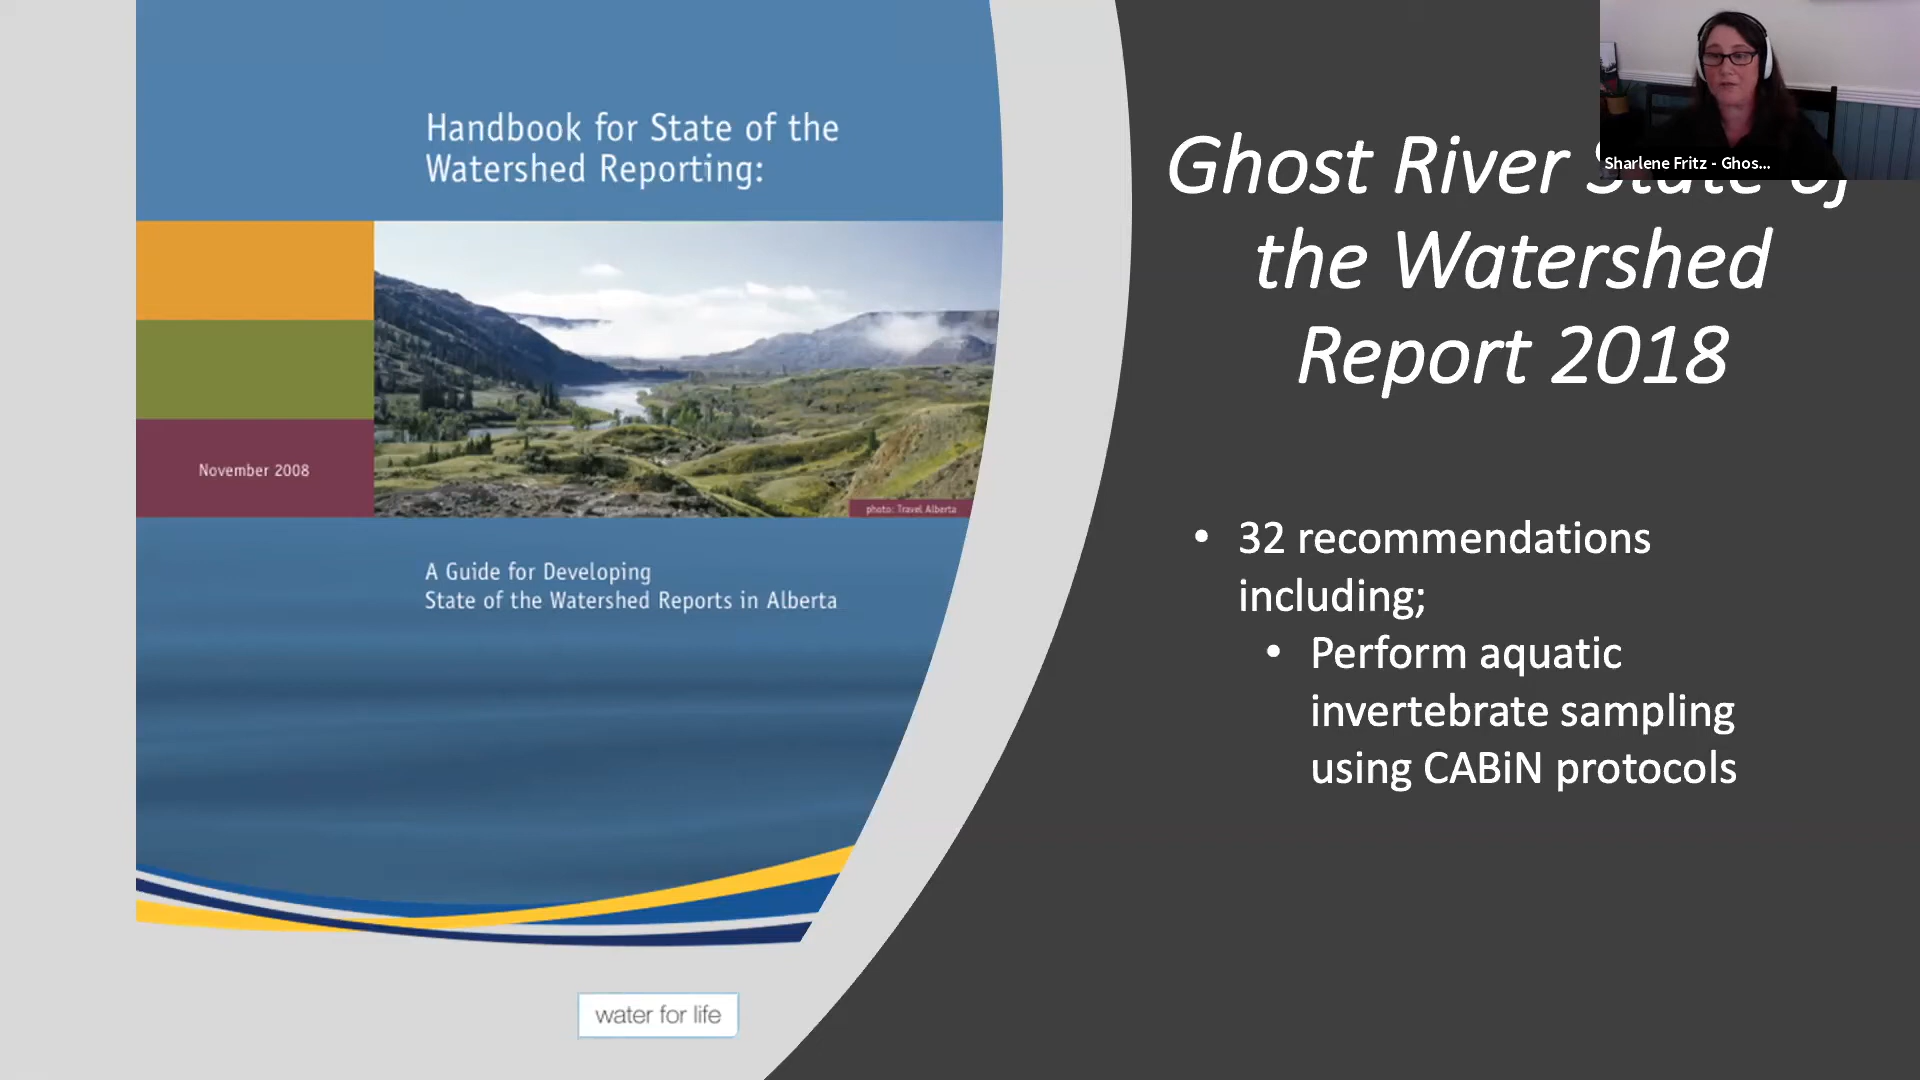 Handbook for State of the
Watershed Reporting:
November 2008
photo: Travel Alberta
A Guide for Developing
State of the Watershed Reports in Alberta
water for life
Sharlene Fritz - Ghos...
Ghost River State of
the Watershed
Report 2018
• 32 recommendations
including;
• Perform aquatic
invertebrate sampling
using CABiN protocols